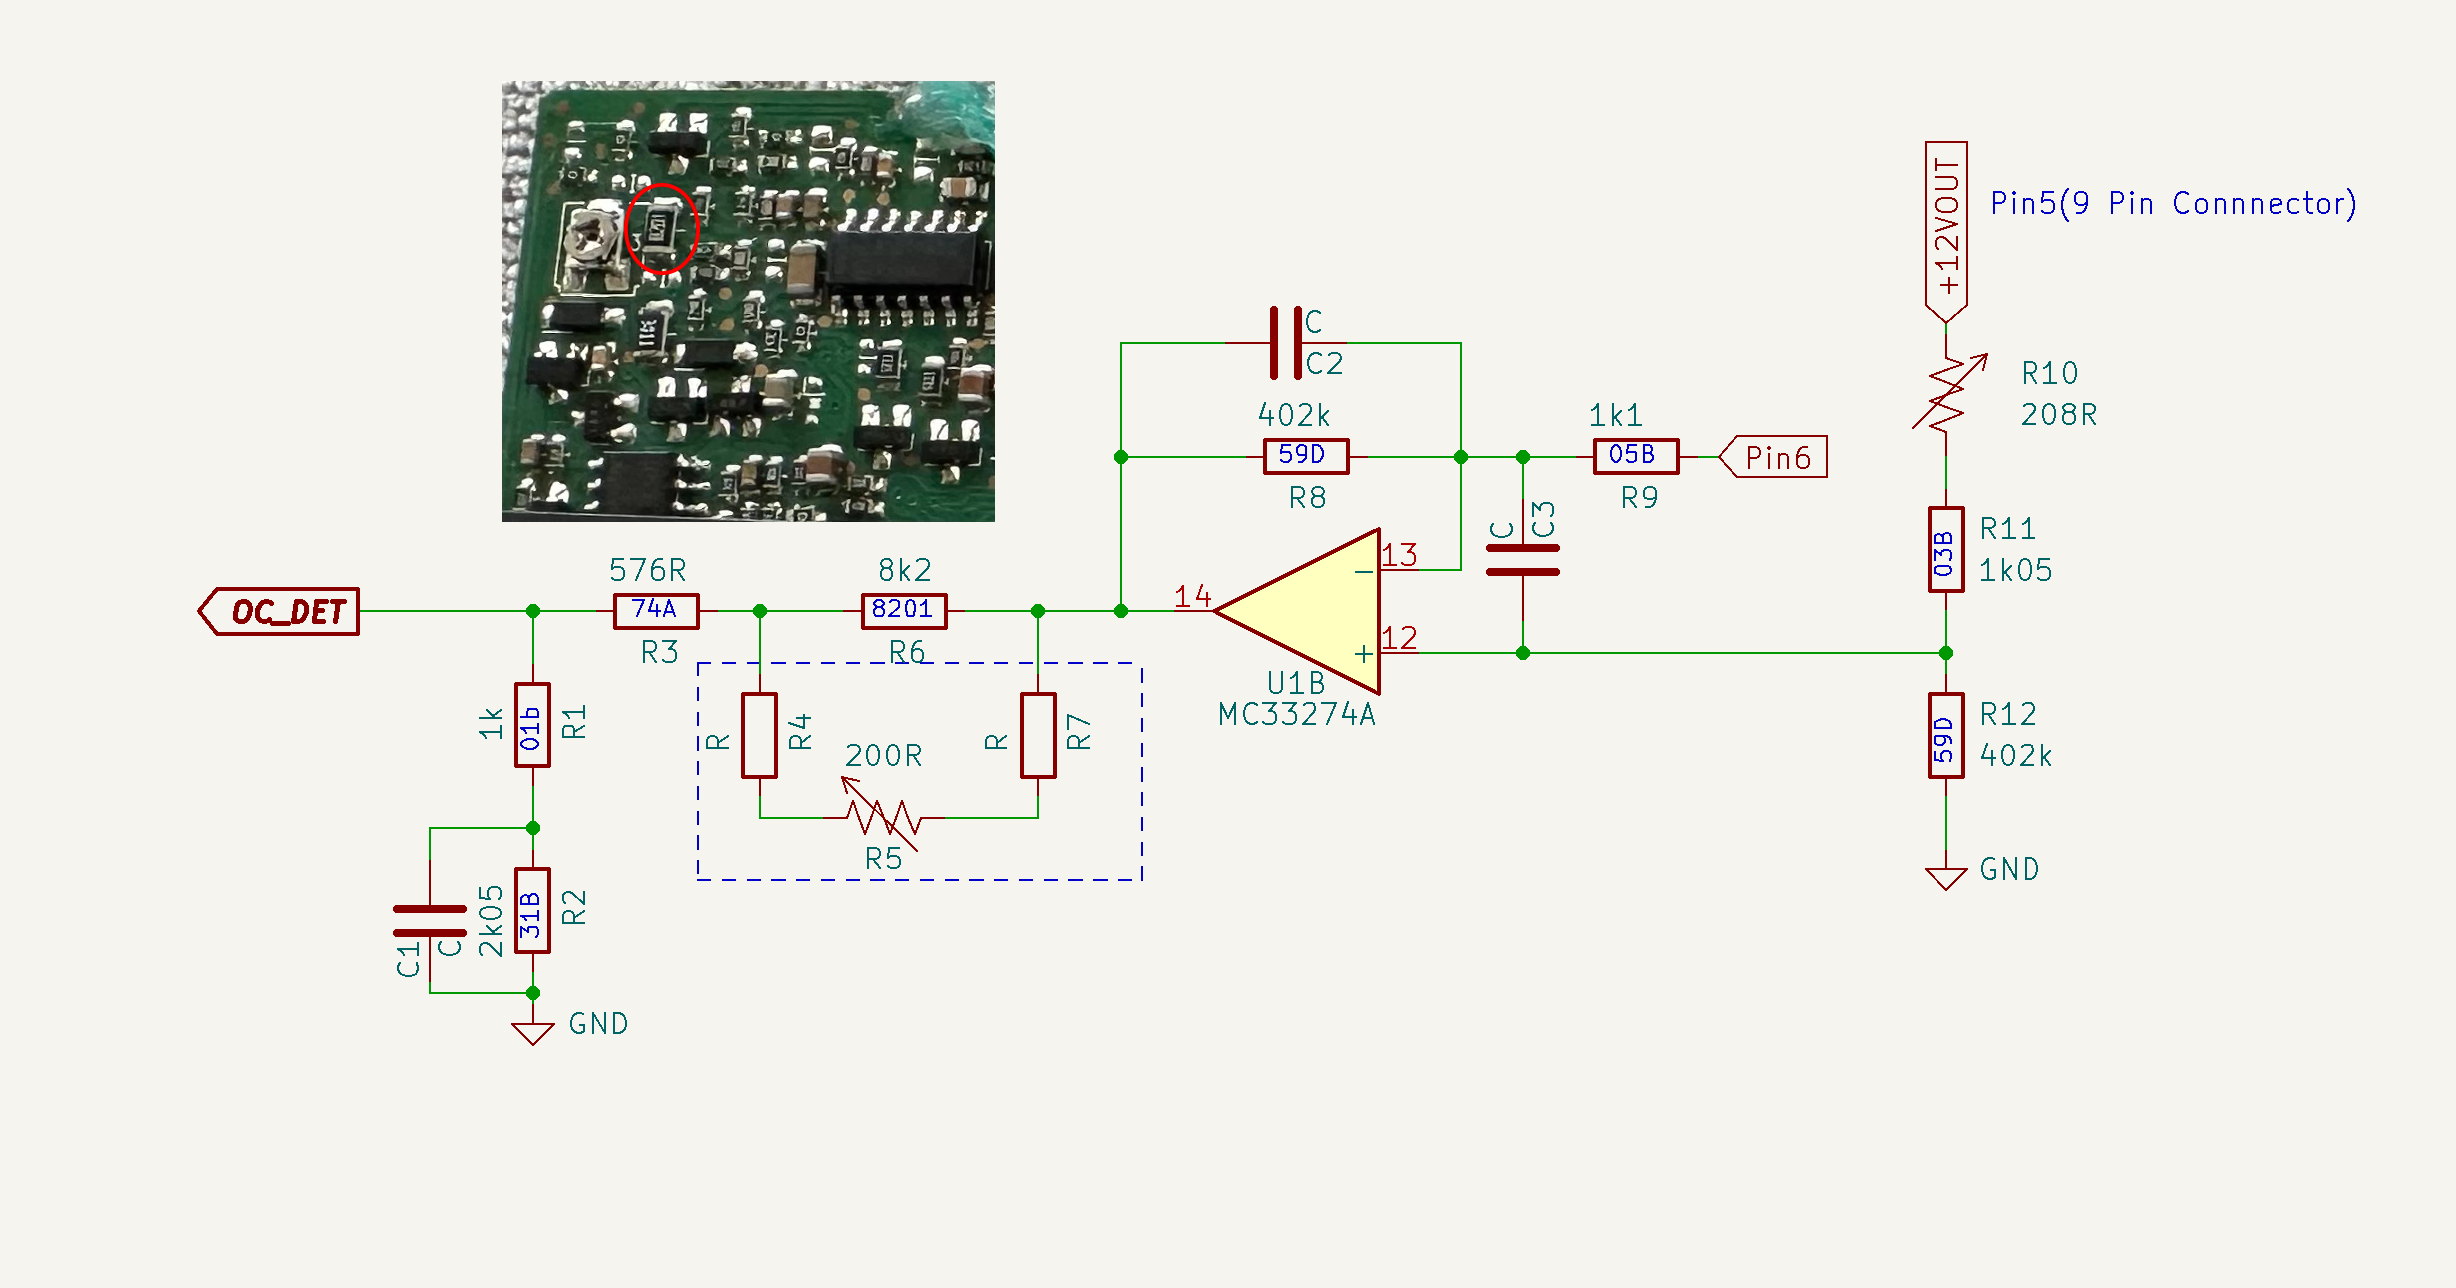 +12VOUT
Pin5(9 Pin Connnector)
C
C2
R10
208R
402k
59D
R8
1k1
05B
R9
Pin6
C
C3
13
14
12
U1B
MC33274A
03B
R11
1k05
OC_DET
576R
74A
R3
8k2
8201
R6
1k
01b
R1
R
R4
200R
R5
R
R7
59D
R12
402k
GND
C1
C
2k05
31B
R2
GND